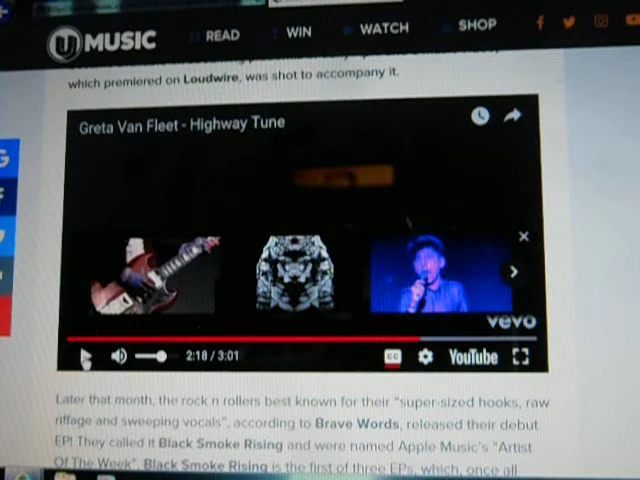 U MUSIC READ WIN WATCH SHOP
which premiered on Loudwire, was shot to accompany it.
Greta Van Fleet - Highway Tune
vevo
2:18 / 3:01 CC YouTube
Later that month, the rock n rollers best known for their "super-sized hooks, raw
riffage and sweeping vocals", according to Brave Words, released their debut
EP! They called it Black Smoke Rising and were named Apple Music's "Artist
Of The Week". Black Smoke Rising is the first of three EPs, which, once all